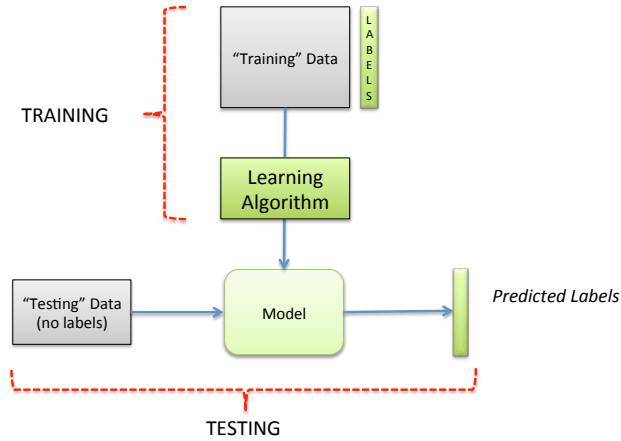 “Training” Data
L
A
B
E
L
S
TRAINING
Learning
Algorithm
“Testing” Data
(no labels)
Model
Predicted Labels
TESTING